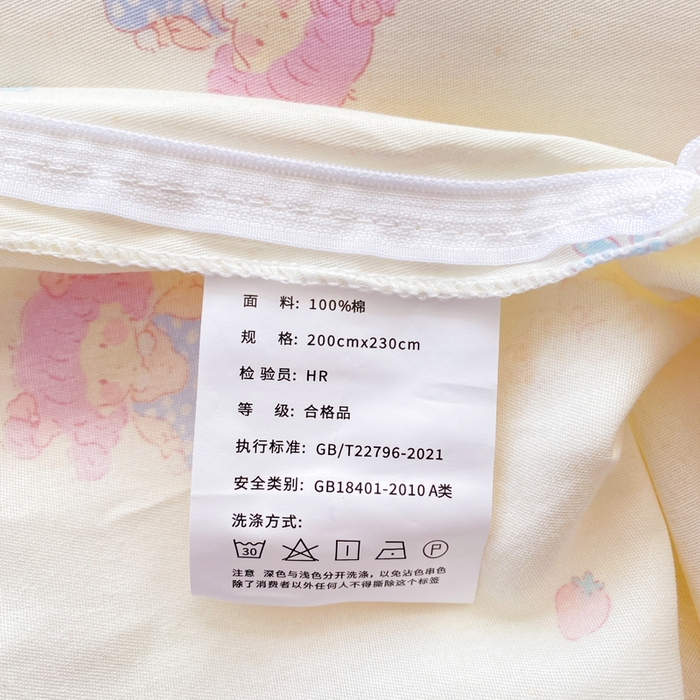 面 料: 100%棉
规 格: 200cmx230cm
检 验员: HR
等 级: 合格品
执行标准: GB/T22796-2021
安全类别: GB18401-2010 A类
洗涤方式:
30 P
注意 深色与浅色分开洗涤，以免沾色串色
除了消费者以外任何人不得撕除这个标签